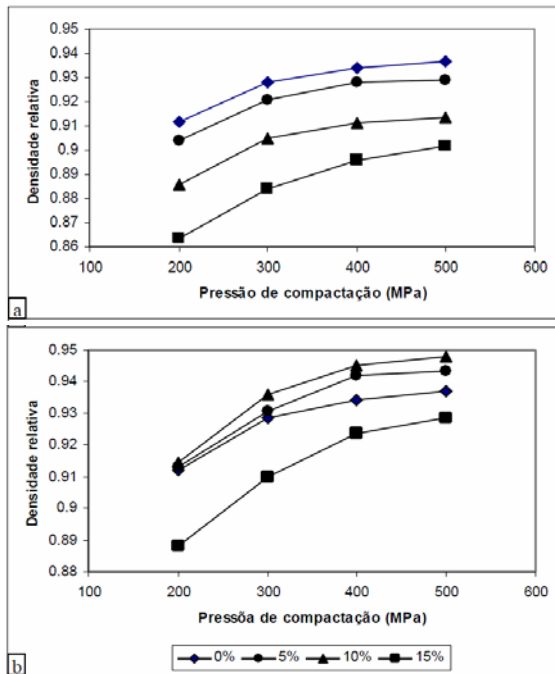 0.95
0.94
0.93
0.92
0.91
0.9
0.89
0.88
0.87
0.86
Densidade relativa
100 200 300 400 500 600
Pressão de compactação (MPa)
a
0.95
0.94
0.93
0.92
0.91
0.9
0.89
0.88
Densidade relativa
100 200 300 400 500 600
Pressõa de compactação (MPa)
0% 5% 10% 15%
b